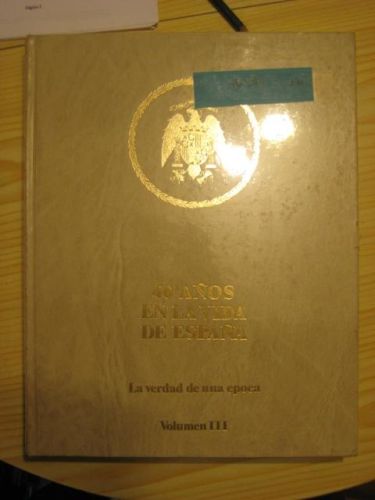 40 AÑOS
EN LA VIDA
DE ESPAÑA
La verdad de una epoca
Volumen III